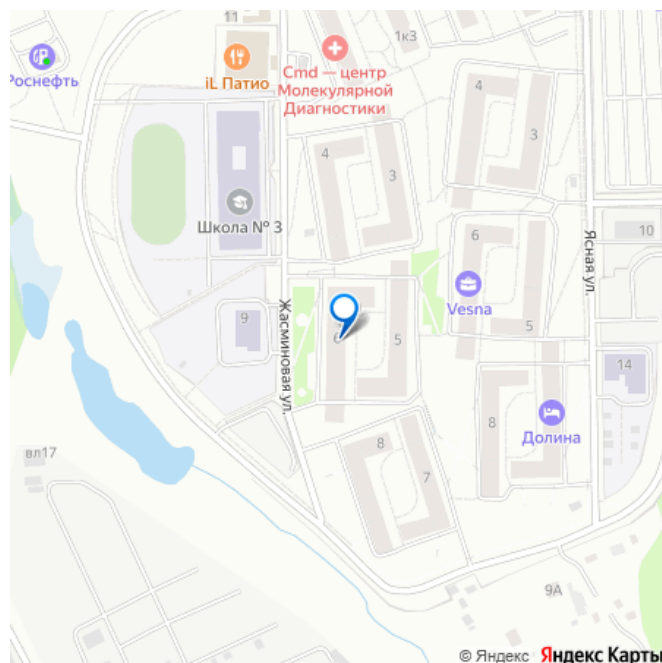 11
1к3
Роснефть
iL Патио
Cmd — центр
Молекулярной
Диагностики
4
3
4
3
Школа № 3
10
6
Ясная ул.
Vesna
9
Жасминовая ул.
6
5
5
14
8
Долина
8
7
вл17
9А
© Яндекс Яндекс Карты